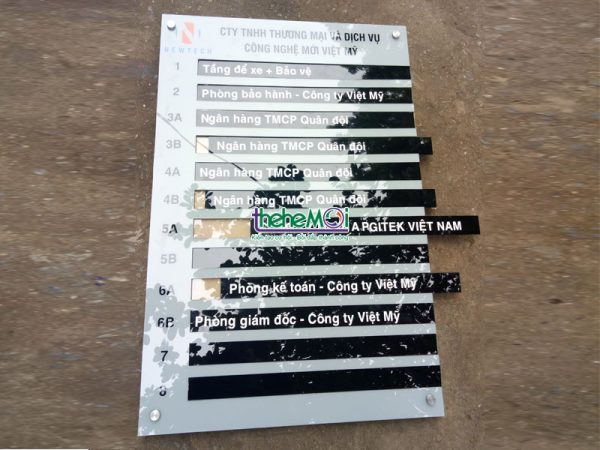 NEWTECH
CTY TNHH THƯƠNG MẠI VÀ DỊCH VỤ
CÔNG NGHỆ MỚI VIỆT MỸ
1 Tầng để xe + Bảo vệ
2 Phòng bảo hành - Công ty Việt Mỹ
3A Ngân hàng TMCP Quân đội
3B Ngân hàng TMCP Quân đội
4A Ngân hàng TMCP Quân đội
4B Ngân hàng TMCP Quân đội
thehemoi
5A A PGITEK VIỆT NAM
5B
6A Phòng kế toán - Công ty Việt Mỹ
6B Phòng giám đốc - Công ty Việt Mỹ
7
8